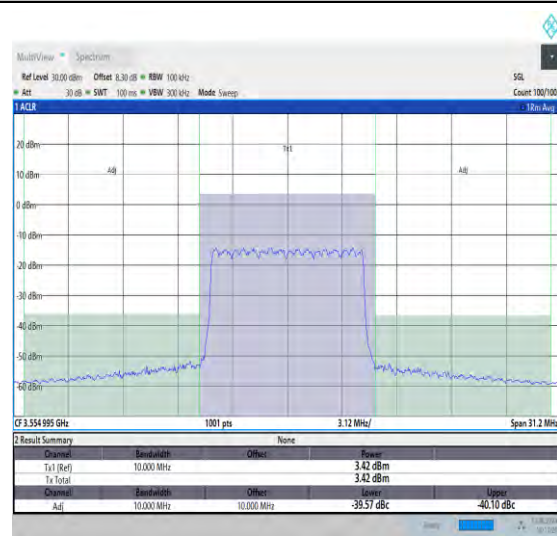 MultiView Spectrum
Ref Level 30.00 dBm Offset 8.30 dB RBW 100 kHz SGL
Att 30 dB SWT 100 ms VBW 300 kHz Mode Sweep Count 100/100
1 ACLR 1Rm Avg
Tx1
20 dBm
Adj Adj
10 dBm
0 dBm
-10 dBm
-20 dBm
-30 dBm
-40 dBm
-50 dBm
-60 dBm
CF 3.554 995 GHz 1001 pts 3.12 MHz/ Span 31.2 MHz
2 Result Summary None
Channel Bandwidth Offset Power
Tx1 (Ref) 10.000 MHz 3.42 dBm
Tx Total 3.42 dBm
Channel Bandwidth Offset Lower Upper
Adj 10.000 MHz 10.000 MHz -39.57 dBc -40.10 dBc